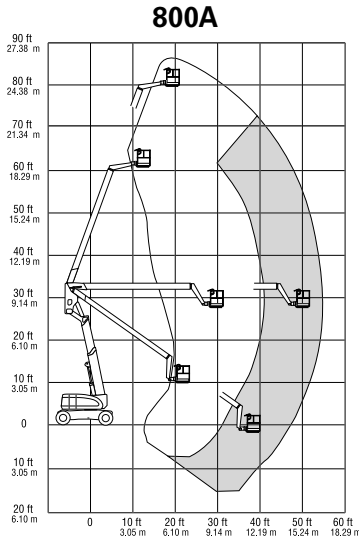 800A
90 ft
27.38 m
80 ft
24.38 m
70 ft
21.34 m
60 ft
18.29 m
50 ft
15.24 m
40 ft
12.19 m
30 ft
9.14 m
20 ft
6.10 m
10 ft
3.05 m
0
10 ft
3.05 m
20 ft
6.10 m
0 10 ft 20 ft 30 ft 40 ft 50 ft 60 ft
3.05 m 6.10 m 9.14 m 12.19 m 15.24 m 18.29 m